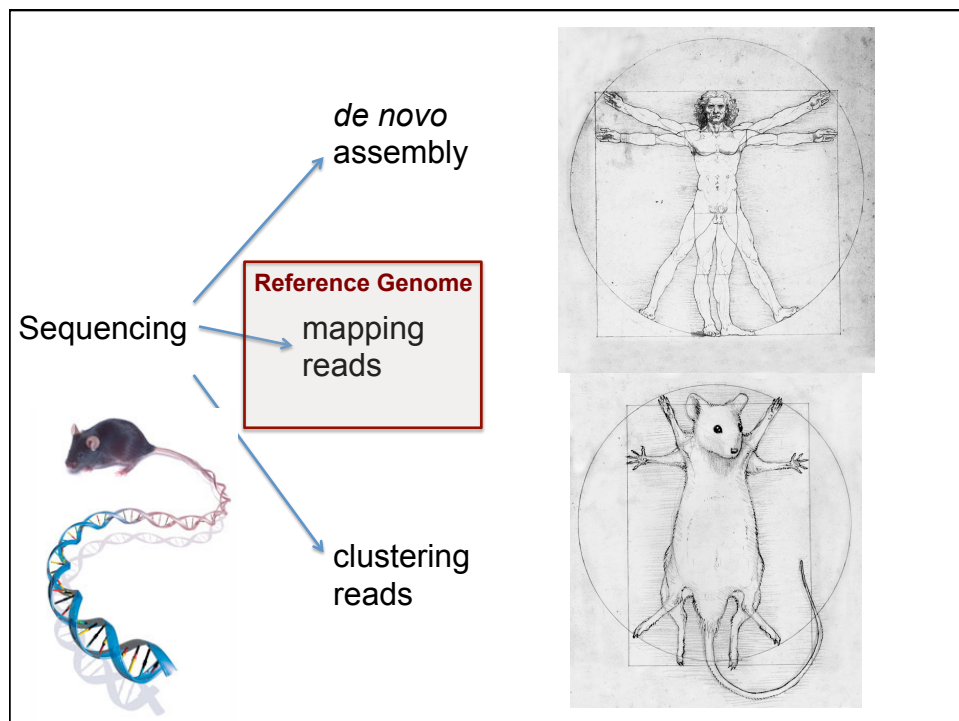 de novo
assembly
Reference Genome
Sequencing
mapping
reads
clustering
reads